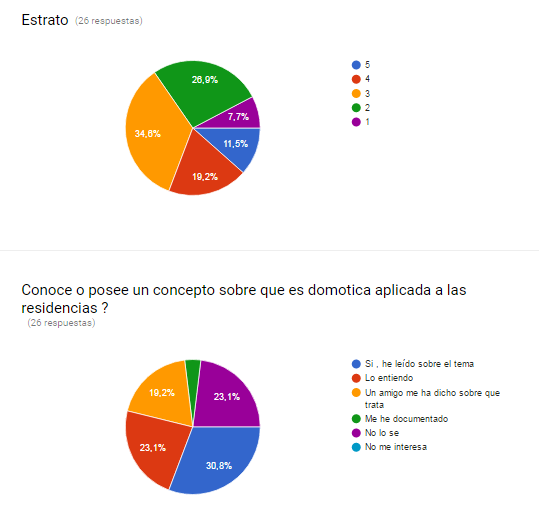 Estrato (26 respuestas)
26,9%
7,7%
34,6%
11,5%
19,2%
5
4
3
2
1
Conoce o posee un concepto sobre que es domotica aplicada a las
residencias ?
(26 respuestas)
19,2%
23,1%
23,1%
30,8%
Si , he leído sobre el tema
Lo entiendo
Un amigo me ha dicho sobre que
trata
Me he documentado
No lo se
No me interesa